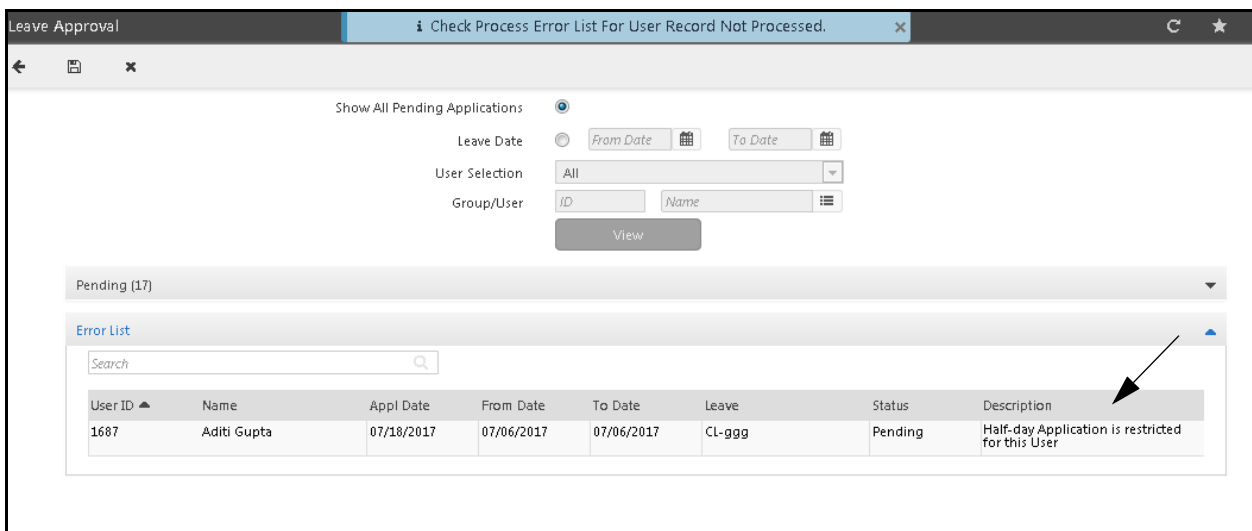 Leave Approval
i Check Process Error List For User Record Not Processed.
Show All Pending Applications
Leave Date From Date To Date
User Selection All
Group/User ID Name
View
Pending (17)
Error List
Search
User ID Name Appl Date From Date To Date Leave Status Description
1687 Aditi Gupta 07/18/2017 07/06/2017 07/06/2017 CL-ggg Pending Half-day Application is restricted
for this User